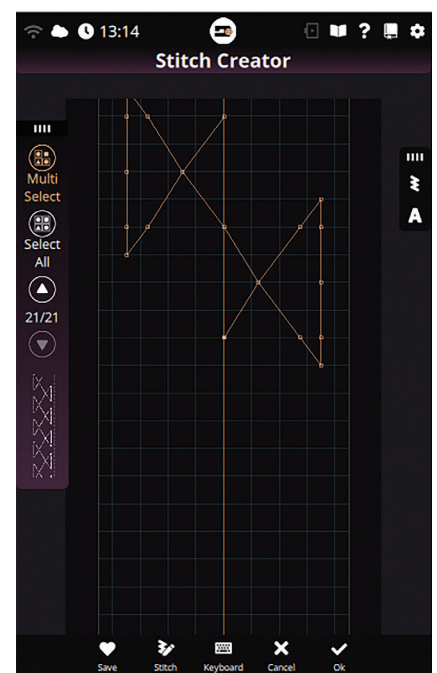 13:14
?
Stitch Creator
Multi
Select
Select
All
21/21
A
Save Stitch Keyboard Cancel Ok